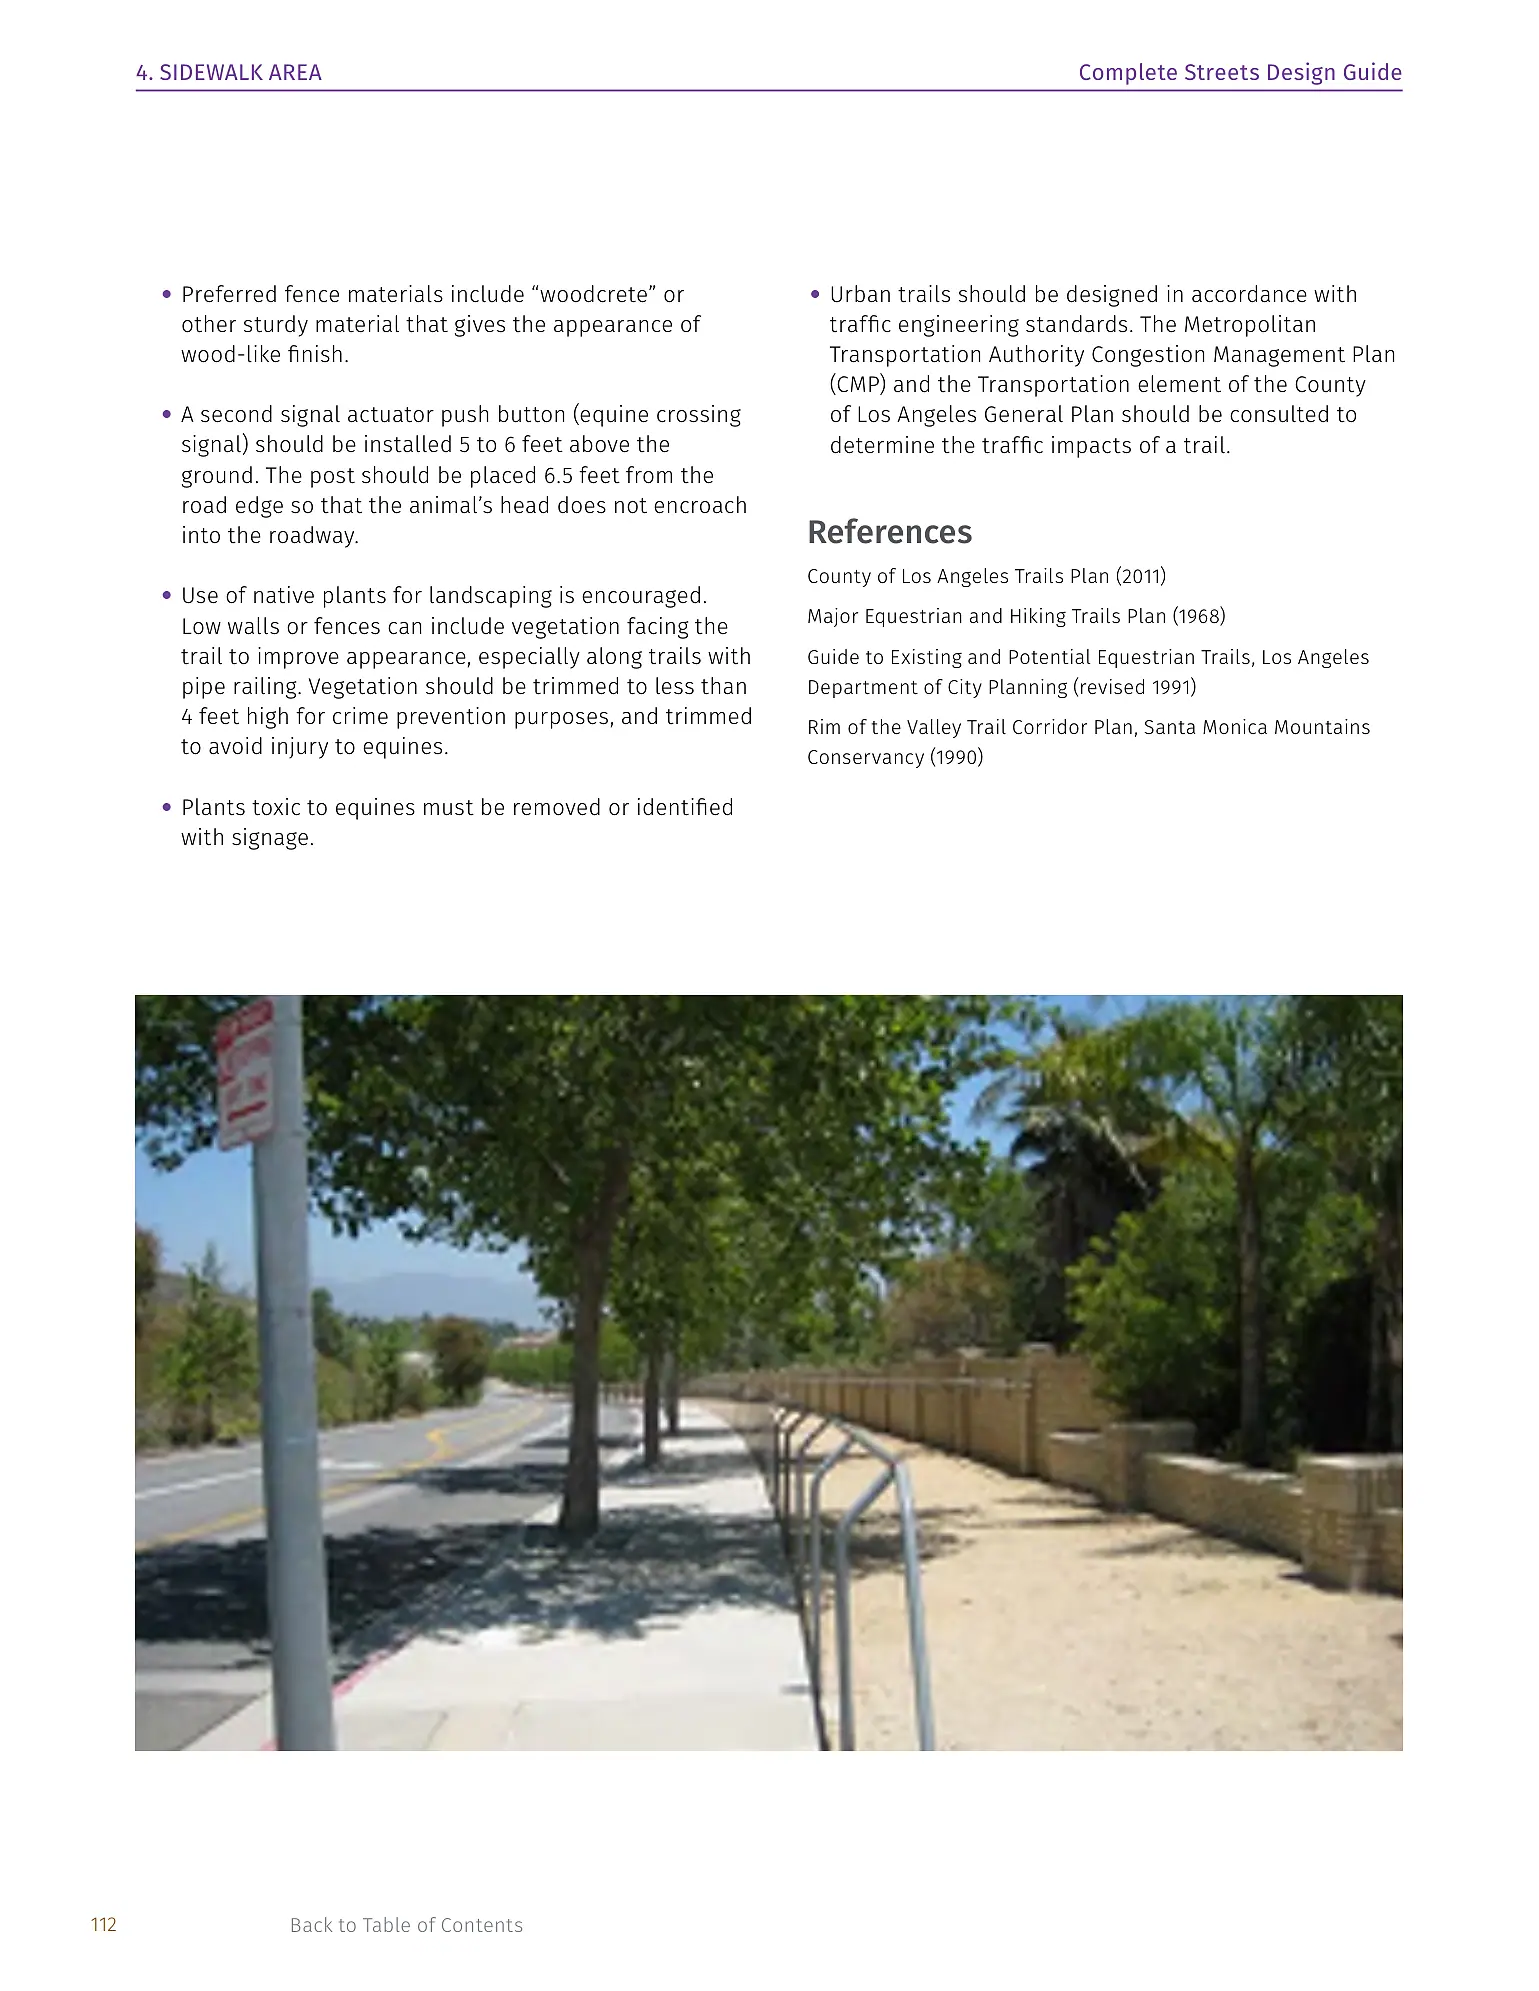 4. SIDEWALK AREA
Complete Streets Design Guide
• Preferred fence materials include “woodcrete” or
other sturdy material that gives the appearance of
wood-like finish.
• A second signal actuator push button (equine crossing
signal) should be installed 5 to 6 feet above the
ground. The post should be placed 6.5 feet from the
road edge so that the animal’s head does not encroach
into the roadway.
• Use of native plants for landscaping is encouraged.
Low walls or fences can include vegetation facing the
trail to improve appearance, especially along trails with
pipe railing. Vegetation should be trimmed to less than
4 feet high for crime prevention purposes, and trimmed
to avoid injury to equines.
• Plants toxic to equines must be removed or identified
with signage.
• Urban trails should be designed in accordance with
traffic engineering standards. The Metropolitan
Transportation Authority Congestion Management Plan
(CMP) and the Transportation element of the County
of Los Angeles General Plan should be consulted to
determine the traffic impacts of a trail.
References
County of Los Angeles Trails Plan (2011)
Major Equestrian and Hiking Trails Plan (1968)
Guide to Existing and Potential Equestrian Trails, Los Angeles
Department of City Planning (revised 1991)
Rim of the Valley Trail Corridor Plan, Santa Monica Mountains
Conservancy (1990)
112
Back to Table of Contents